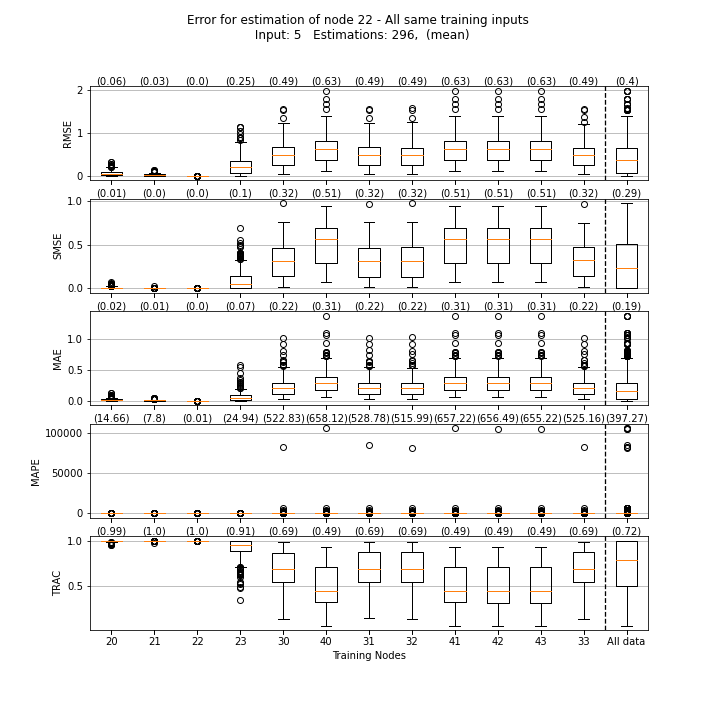 Error for estimation of node 22 - All same training inputs
Input: 5   Estimations: 296,  (mean)
(0.06) (0.03) (0.0) (0.25) (0.49) (0.63) (0.49) (0.49) (0.63) (0.63) (0.63) (0.49) (0.4)
2
1
0
RMSE
(0.01) (0.0) (0.0) (0.1) (0.32) (0.51) (0.32) (0.32) (0.51) (0.51) (0.51) (0.32) (0.29)
1.0
0.5
0.0
SMSE
(0.02) (0.01) (0.0) (0.07) (0.22) (0.31) (0.22) (0.22) (0.31) (0.31) (0.31) (0.22) (0.19)
1.0
0.5
0.0
MAE
(14.66) (7.8) (0.01) (24.94) (522.83) (658.12) (528.78) (515.99) (657.22) (656.49) (655.22) (525.16) (397.27)
100000
50000
0
MAPE
(0.99) (1.0) (1.0) (0.91) (0.69) (0.49) (0.69) (0.69) (0.49) (0.49) (0.49) (0.69) (0.72)
1.0
0.5
TRAC
20 21 22 23 30 40 31 32 41 42 43 33 All data
Training Nodes